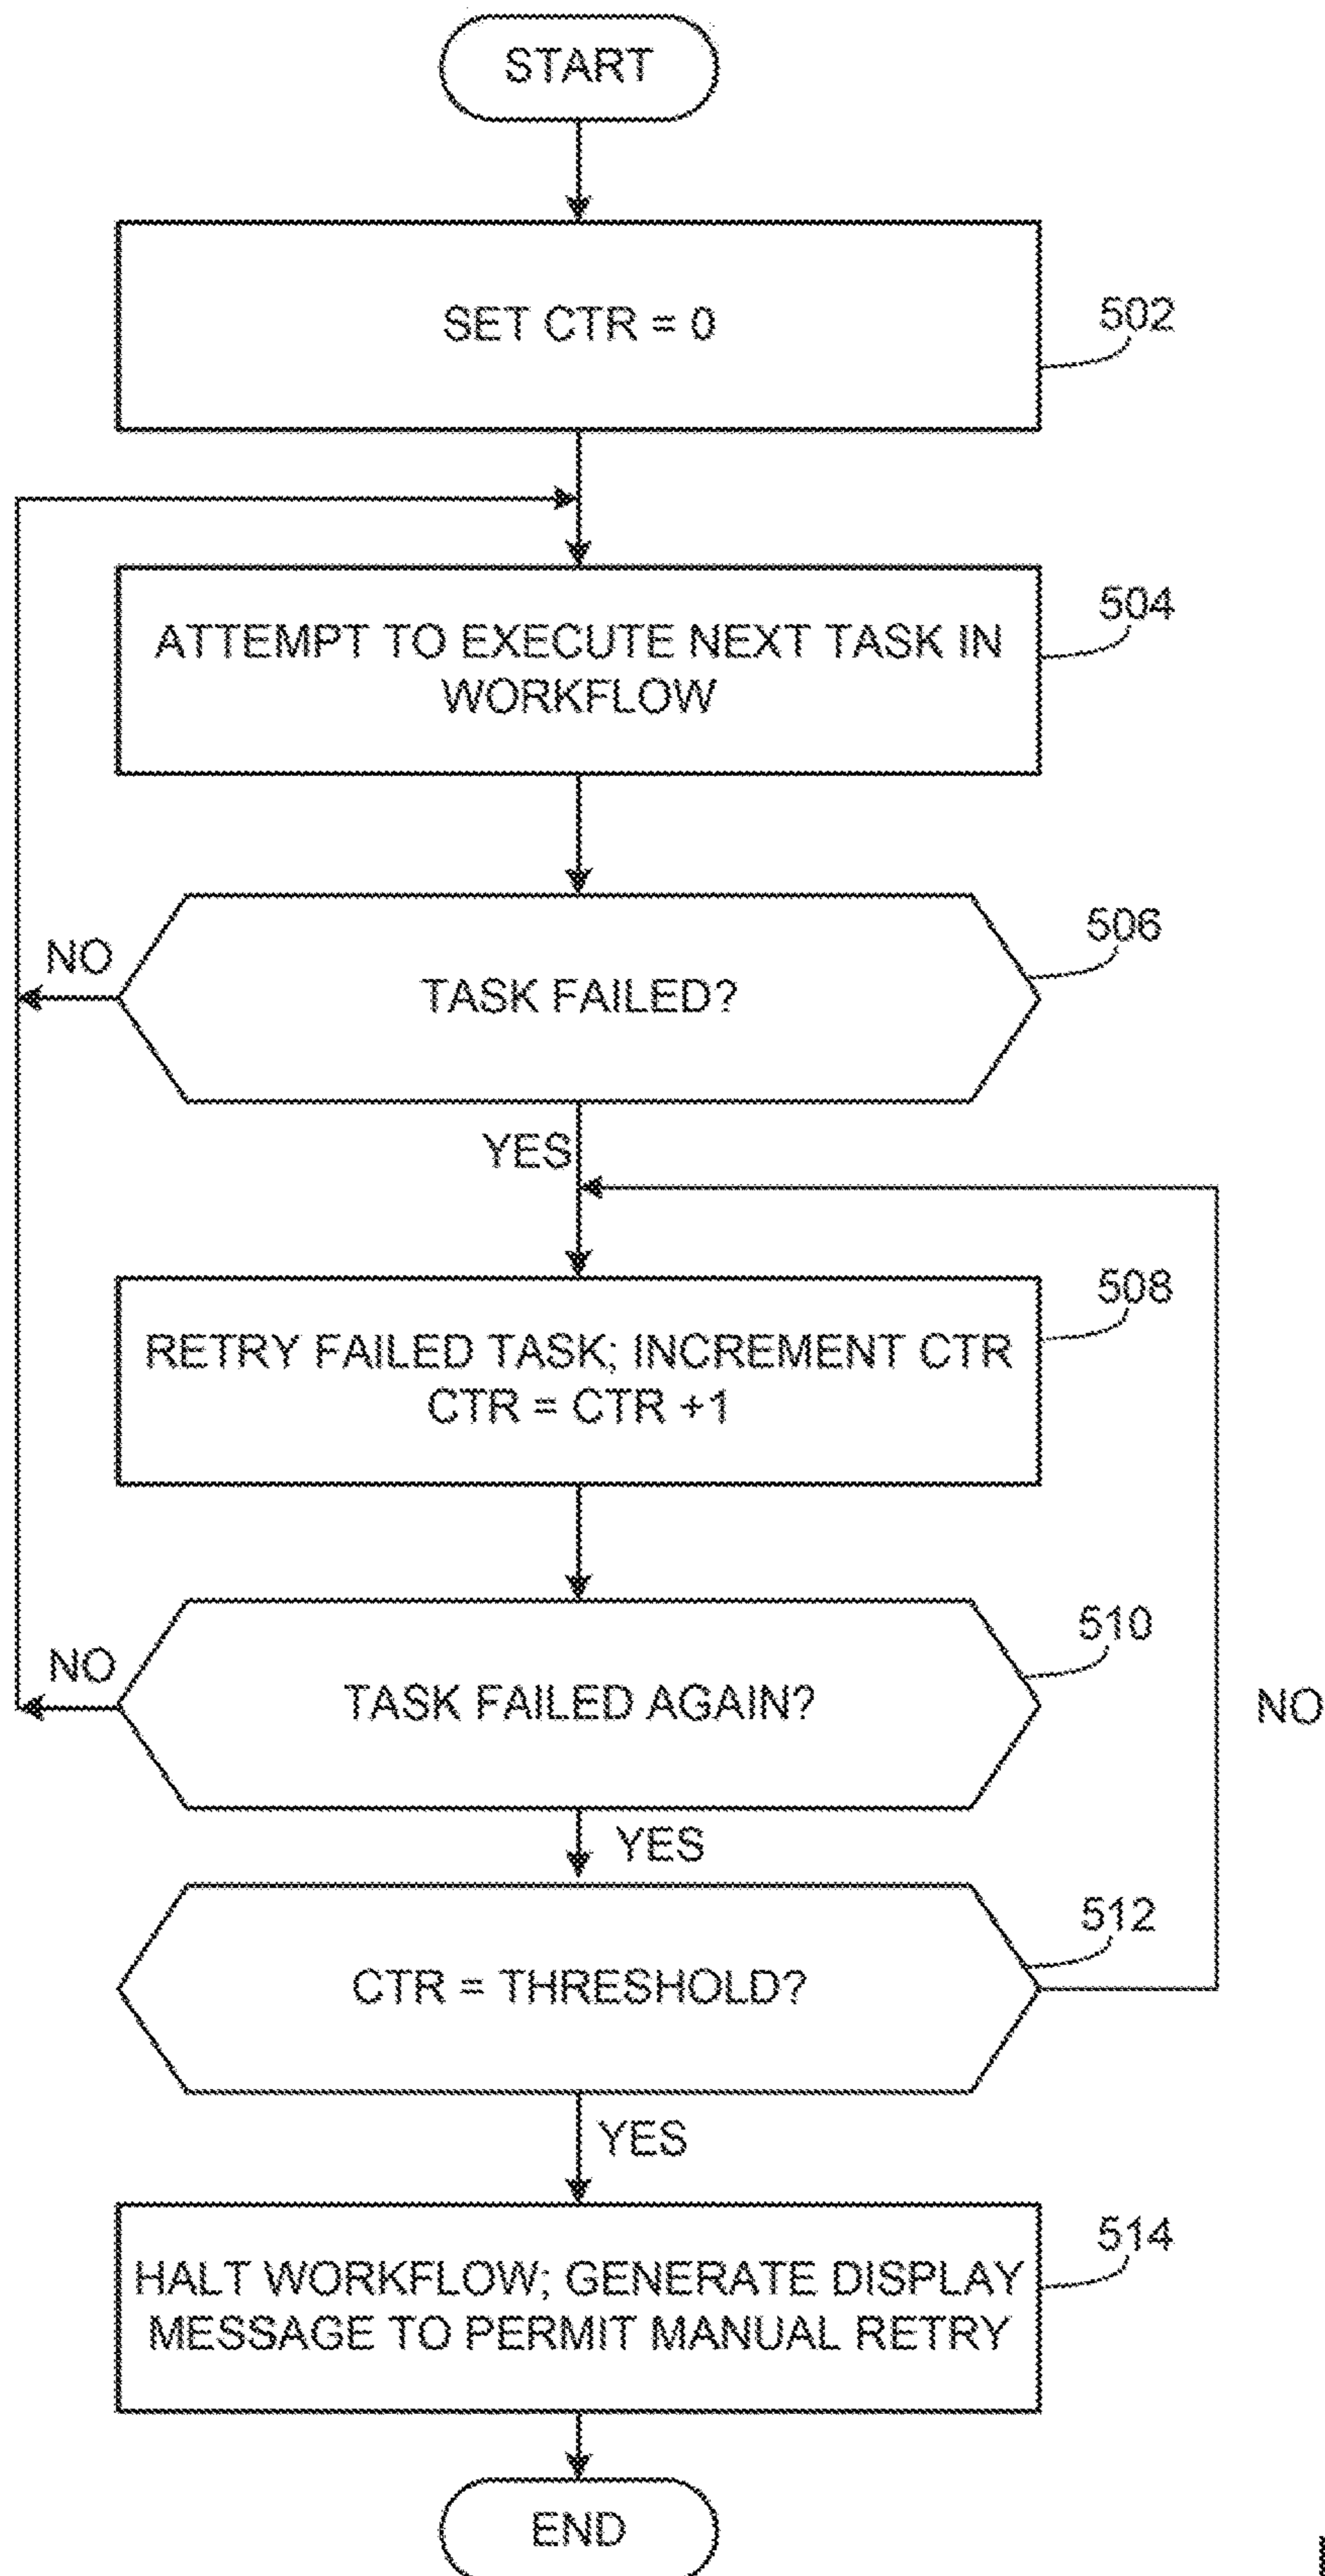 START
SET CTR = 0
502
ATTEMPT TO EXECUTE NEXT TASK IN
WORKFLOW
504
TASK FAILED?
506
NO
YES
RETRY FAILED TASK; INCREMENT CTR
CTR = CTR +1
508
TASK FAILED AGAIN?
510
NO
NO
YES
CTR = THRESHOLD?
512
YES
HALT WORKFLOW; GENERATE DISPLAY
MESSAGE TO PERMIT MANUAL RETRY
514
END